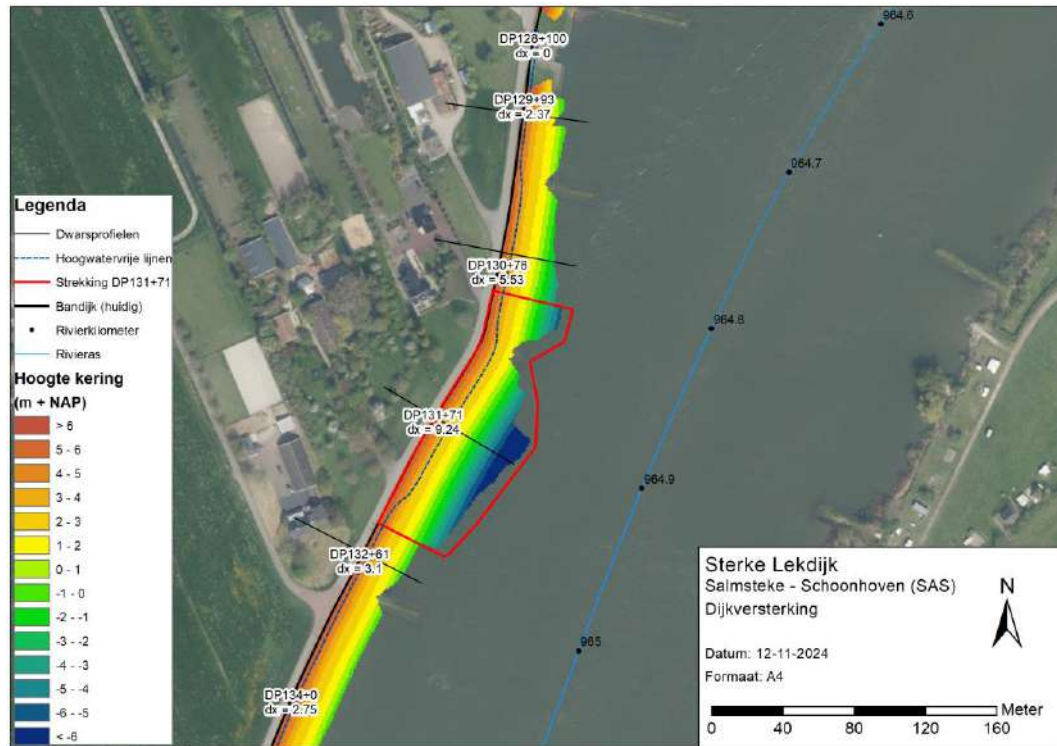 964.6
DP128+100
dx = 0
DP129+93
dx = 2.37
964.7
DP130+78
dx = 5.53
964.8
DP131+71
dx = 9.24
964.9
DP132+61
dx = 3.1
965
DP134+0
dx = 2.75
Legenda
Dwarsprofielen
Hoogwatervrije lijnen
Strekking DP131+71
Bandijk (huidig)
Rivierkilometer
Rivieras
Hoogte kering
(m + NAP)
> 6
5 - 6
4 - 5
3 - 4
2 - 3
1 - 2
0 - 1
-1 - 0
-2 - -1
-3 - -2
-4 - -3
-5 - -4
-6 - -5
< -6
Sterke Lekdijk
Salmsteke - Schoonhoven (SAS)
Dijkversterking
N
Datum: 12-11-2024
Formaat: A4
Meter
0 40 80 120 160